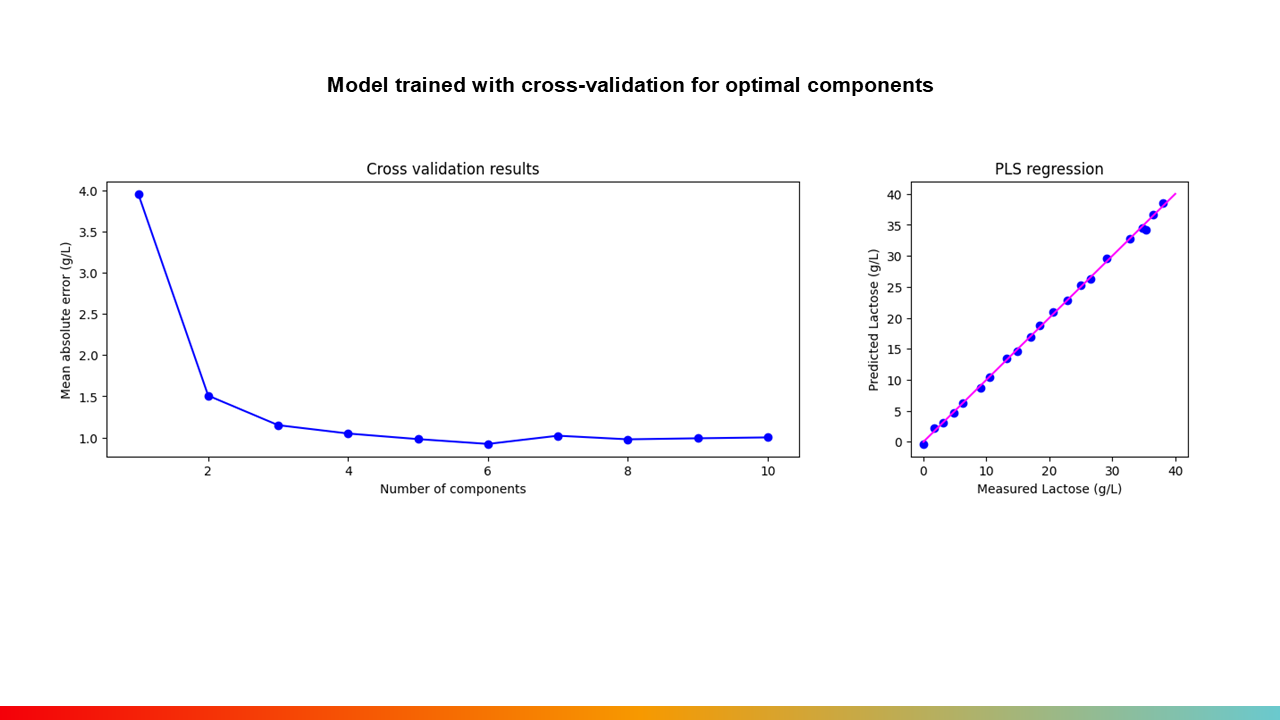 Model trained with cross-validation for optimal components
Cross validation results
4.0
3.5
3.0
2.5
2.0
1.5
1.0
Mean absolute error (g/L)
2 4 6 8 10
Number of components
PLS regression
40
35
30
25
20
15
10
5
0
Predicted Lactose (g/L)
0 10 20 30 40
Measured Lactose (g/L)